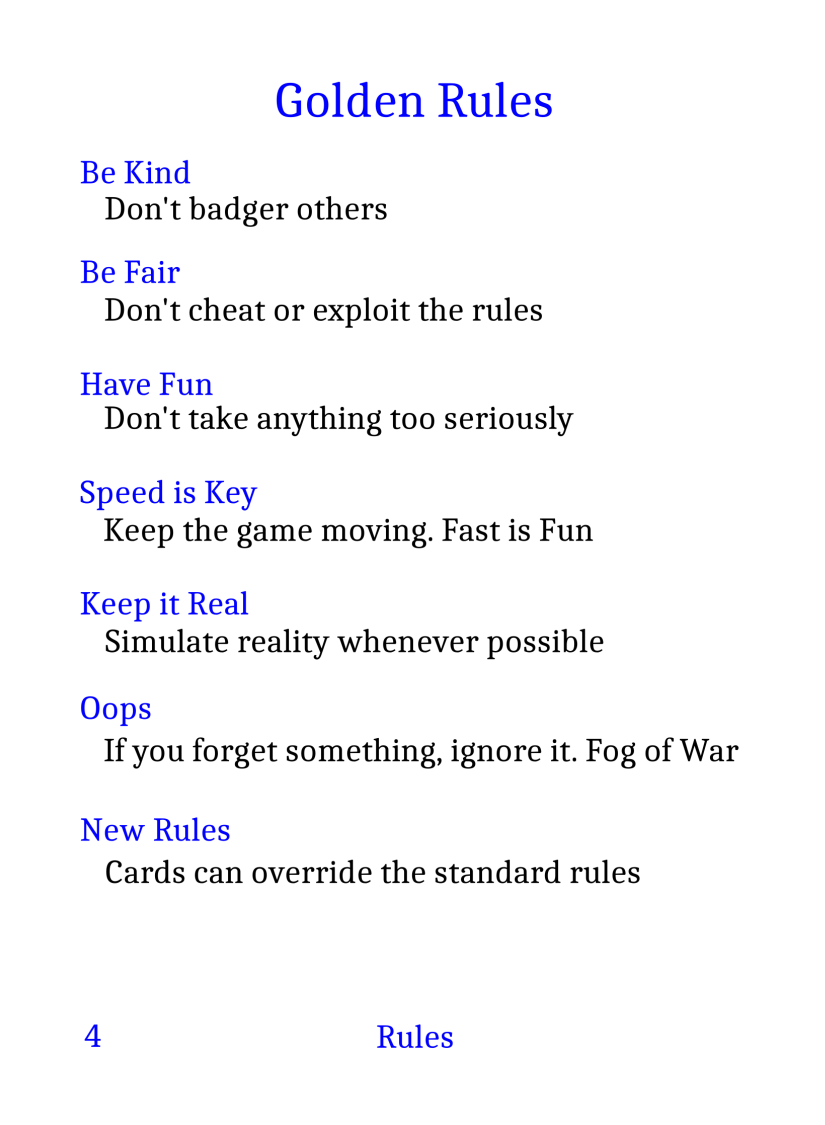 Golden Rules
Be Kind
Don't badger others
Be Fair
Don't cheat or exploit the rules
Have Fun
Don't take anything too seriously
Speed is Key
Keep the game moving. Fast is Fun
Keep it Real
Simulate reality whenever possible
Oops
If you forget something, ignore it. Fog of War
New Rules
Cards can override the standard rules
4 Rules